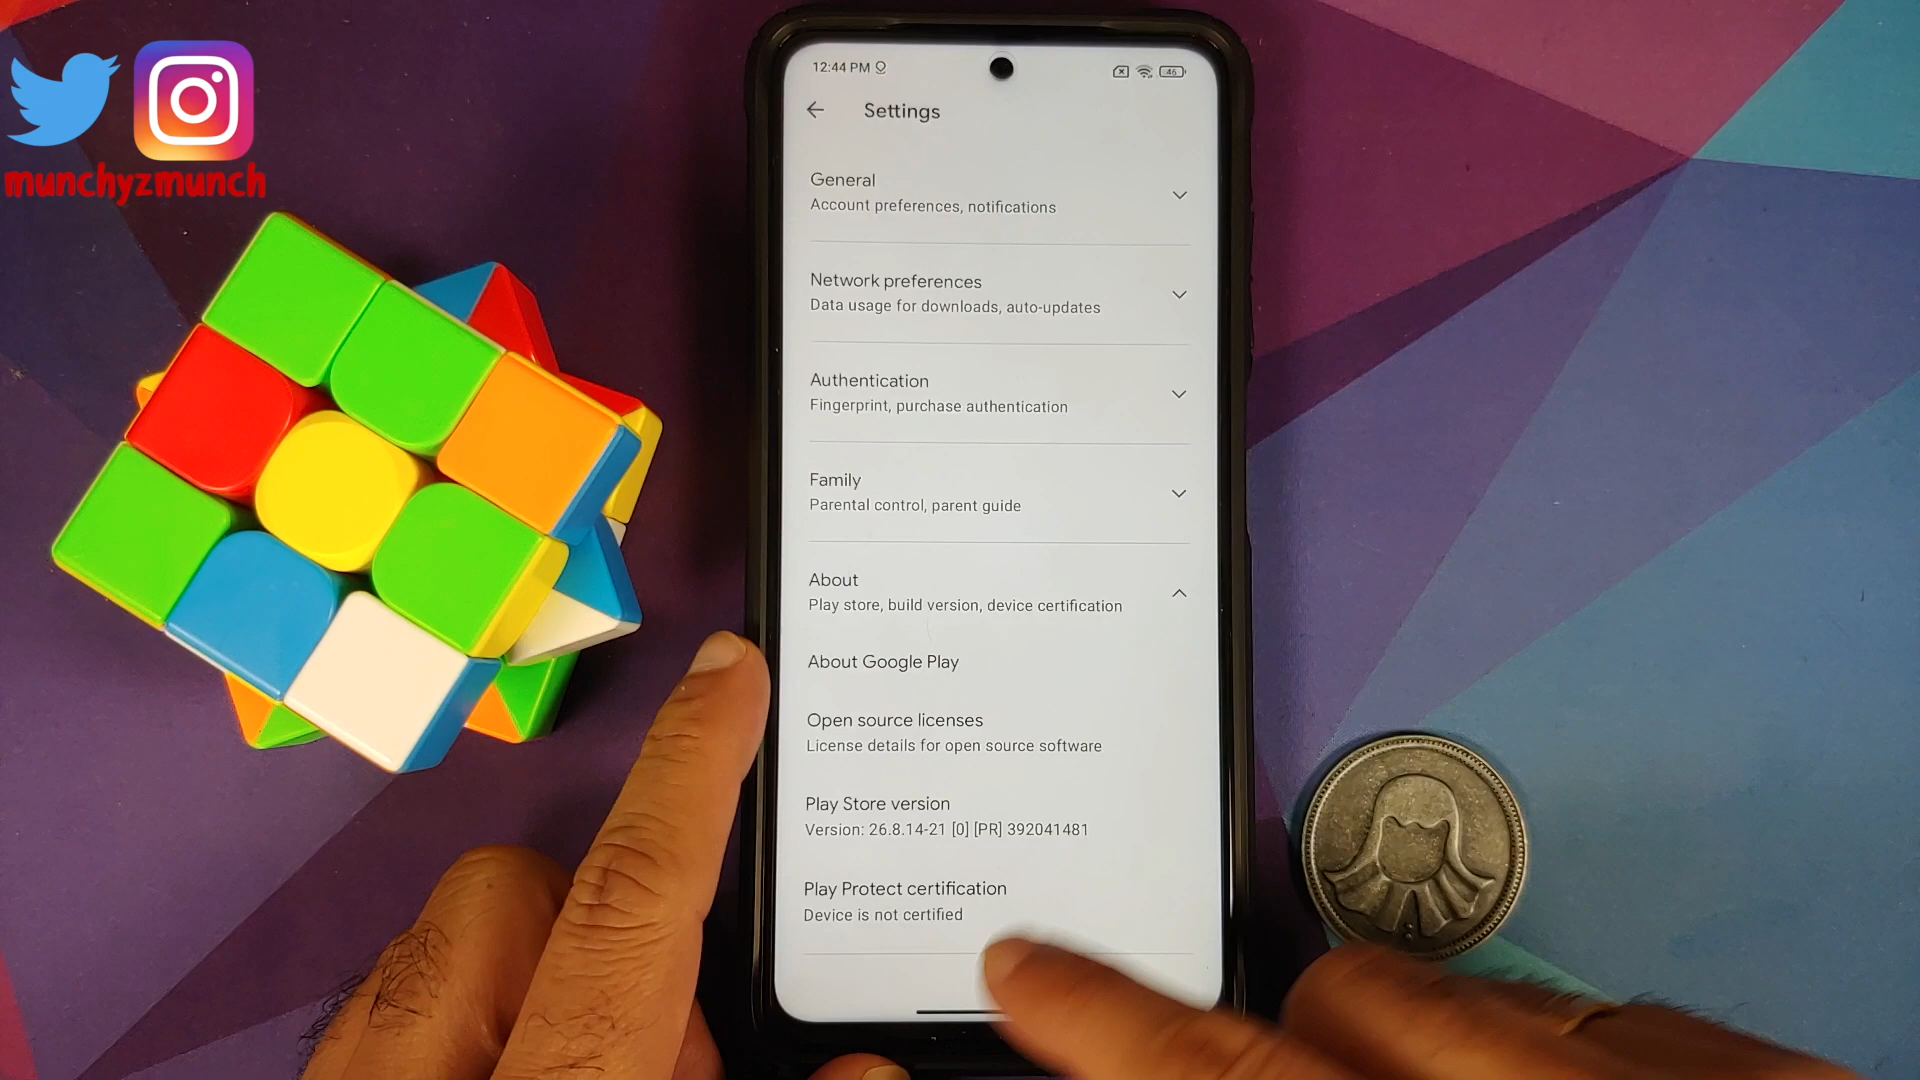 munchyzmunch
12:44 PM
46
Settings
General
Account preferences, notifications
Network preferences
Data usage for downloads, auto-updates
Authentication
Fingerprint, purchase authentication
Family
Parental control, parent guide
About
Play store, build version, device certification
About Google Play
Open source licenses
License details for open source software
Play Store version
Version: 26.8.14-21 [0] [PR] 392041481
Play Protect certification
Device is not certified